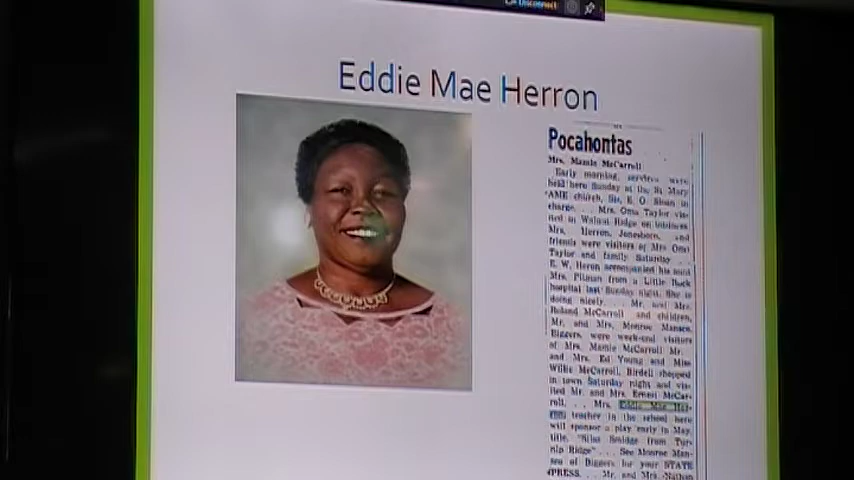 Disconnect
Eddie Mae Herron
Pocahontas
Mrs. Mamie McCarroll
Early morning services were
held here Sunday at the St Mary
AME church, Sis. E. O. Sloan in
charge. . . Mrs. Oma Taylor vis-
ited in Walnut Ridge on business
Mrs. Herron, Jonesboro, and
friends were visitors of Mrs Oma
Taylor and family Saturday . .
E. W. Heron accompanied his aunt
Mrs. Pitman from a Little Rock
hospital last Sunday night. She is
doing nicely. . . Mr. and Mrs.
Roland McCarroll and children,
Mr. and Mrs. Monroe Mansen,
Biggers, were week-end visitors
of Mrs. Mamie McCarroll Mr.
and Mrs. Ed Young and Miss
Willie McCarroll, Birdell shopped
in town Saturday night and vis-
ited Mr. and Mrs. Ernest McCar-
roll. . . Mrs. Eddie Mae Her-
ron, teacher in the school here
will sponsor a play early in May,
title, "Silas Smidge from Tur-
nip Ridge" . . . See Monroe Man-
sen of Biggers for your STATE
PRESS. . . Mr. and Mrs. Nathan